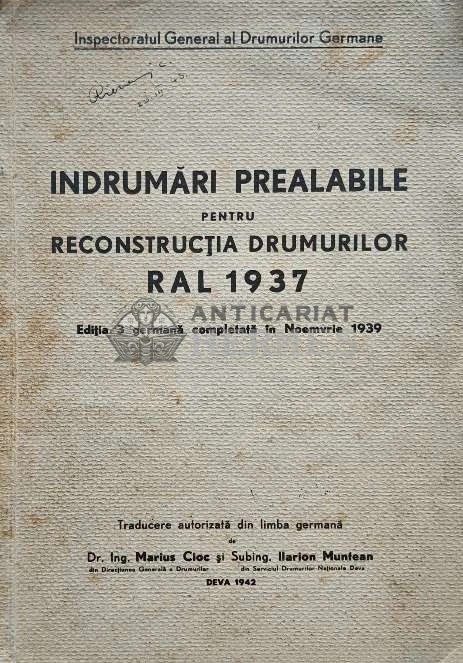 Inspectoratul General al Drumurilor Germane
INDRUMĂRI PREALABILE
PENTRU
RECONSTRUCȚIA DRUMURILOR
RAL 1937
ANTICARIAT
Ediția 3 germană completată în Noemvrie 1939
Traducere autorizată din limba germană
de
Dr. Ing. Marius Cioc și Subing. Ilarion Muntean
din Direcțiunea Generală a Drumurilor din Serviciul Drumurilor Naționale Deva
DEVA 1942